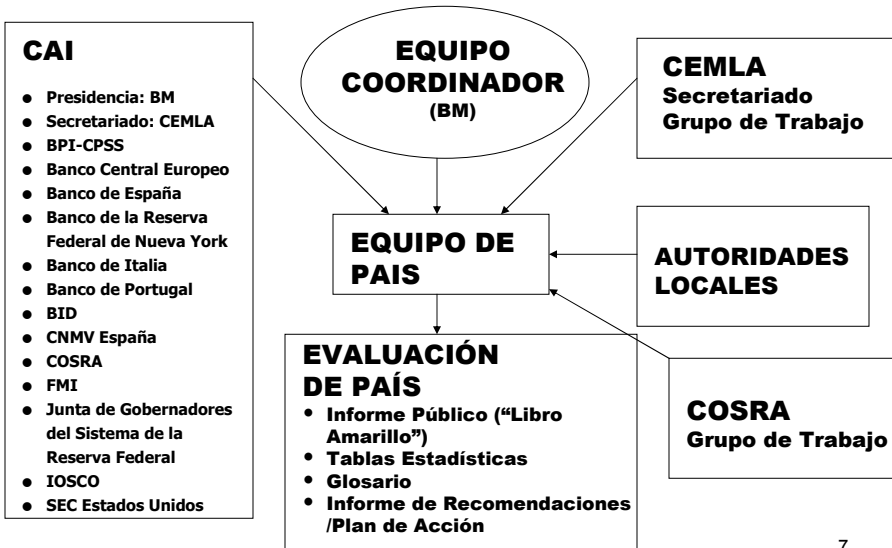 CAI
● Presidencia: BM
● Secretariado: CEMLA
● BPI-CPSS
● Banco Central Europeo
● Banco de España
● Banco de la Reserva
Federal de Nueva York
● Banco de Italia
● Banco de Portugal
● BID
● CNMV España
● COSRA
● FMI
● Junta de Gobernadores
del Sistema de la
Reserva Federal
● IOSCO
● SEC Estados Unidos
EQUIPO
COORDINADOR
(BM)
CEMLA
Secretariado
Grupo de Trabajo
EQUIPO DE
PAIS
AUTORIDADES
LOCALES
EVALUACIÓN
DE PAÍS
• Informe Público (“Libro
Amarillo”)
• Tablas Estadísticas
• Glosario
• Informe de Recomendaciones
/Plan de Acción
COSRA
Grupo de Trabajo
7